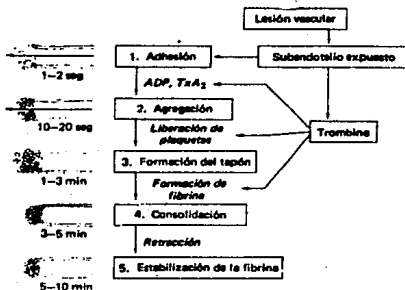 Lesión vascular
1. Adhesión
Subendotelio expuesto
1-2 seg
ADP, TxA2
2. Agregación
10-20 seg
Liberación de
plaquetas
Trombina
3. Formación del tapón
1-3 min
Formación de
fibrina
4. Consolidación
3-5 min
Retracción
5. Estabilización de la fibrina
5-10 min